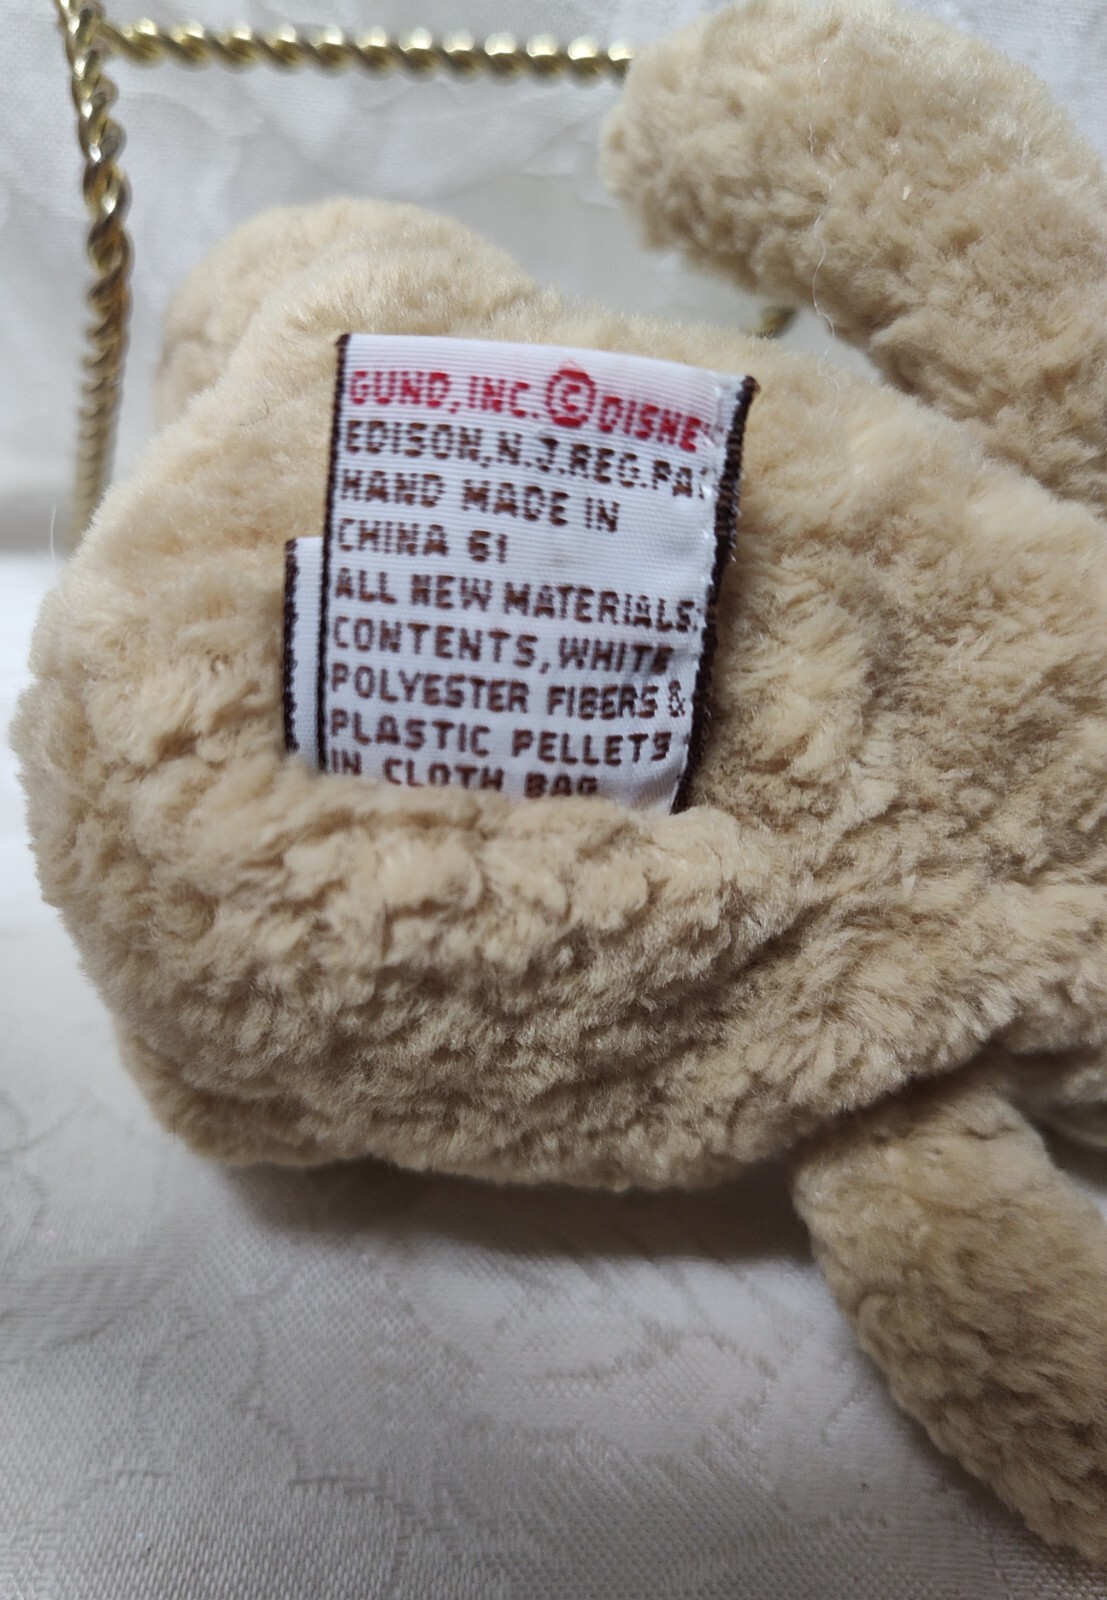 GUND, INC. © DISNE
EDISON, N.J. REG. PA
HAND MADE IN
CHINA 61
ALL NEW MATERIALS:
CONTENTS, WHITE
POLYESTER FIBERS &
PLASTIC PELLETS
IN CLOTH BAG